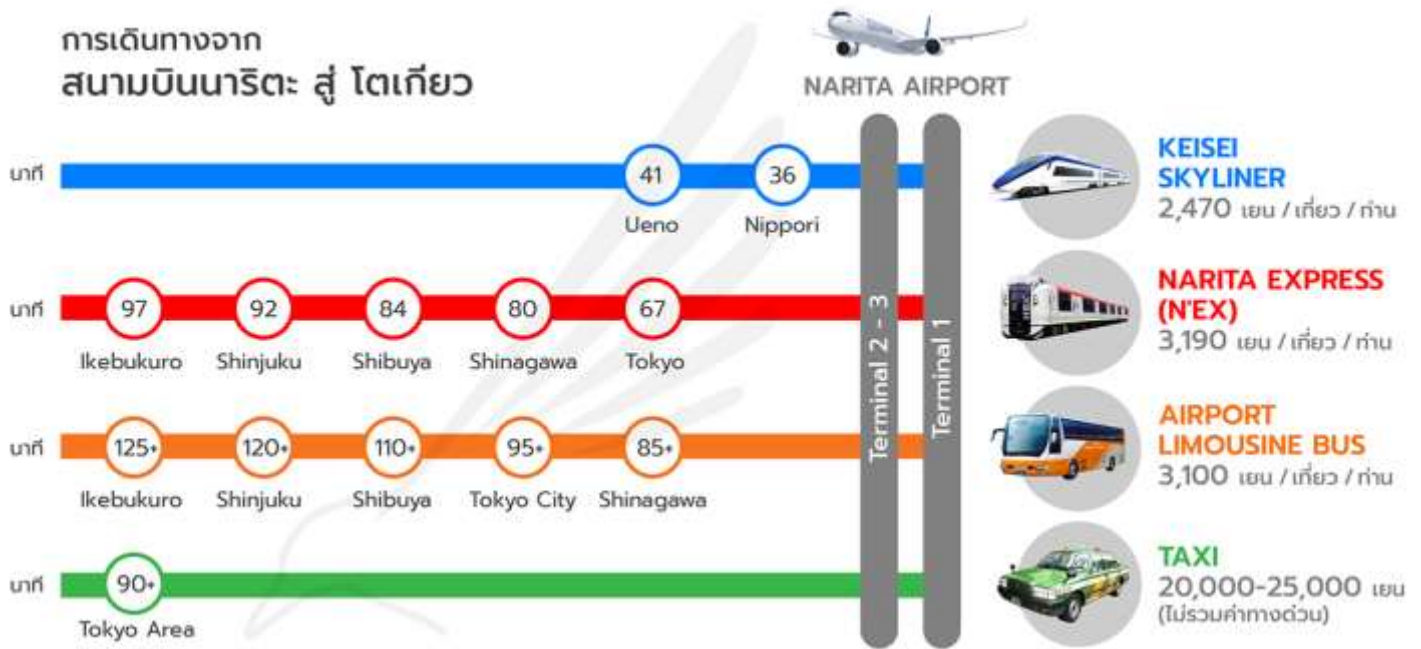 การเดินทางจาก
สนามบินนาริตะ สู่ โตเกียว
NARITA AIRPORT
Terminal 2 - 3
Terminal 1
นาที
41
36
Ueno
Nippori
KEISEI
SKYLINER
2,470 เยน / เที่ยว / ท่าน
นาที
97
92
84
80
67
Ikebukuro
Shinjuku
Shibuya
Shinagawa
Tokyo
NARITA EXPRESS
(N'EX)
3,190 เยน / เที่ยว / ท่าน
นาที
125+
120+
110+
95+
85+
Ikebukuro
Shinjuku
Shibuya
Tokyo City
Shinagawa
AIRPORT
LIMOUSINE BUS
3,100 เยน / เที่ยว / ท่าน
นาที
90+
Tokyo Area
TAXI
20,000-25,000 เยน
(ไม่รวมค่าทางด่วน)